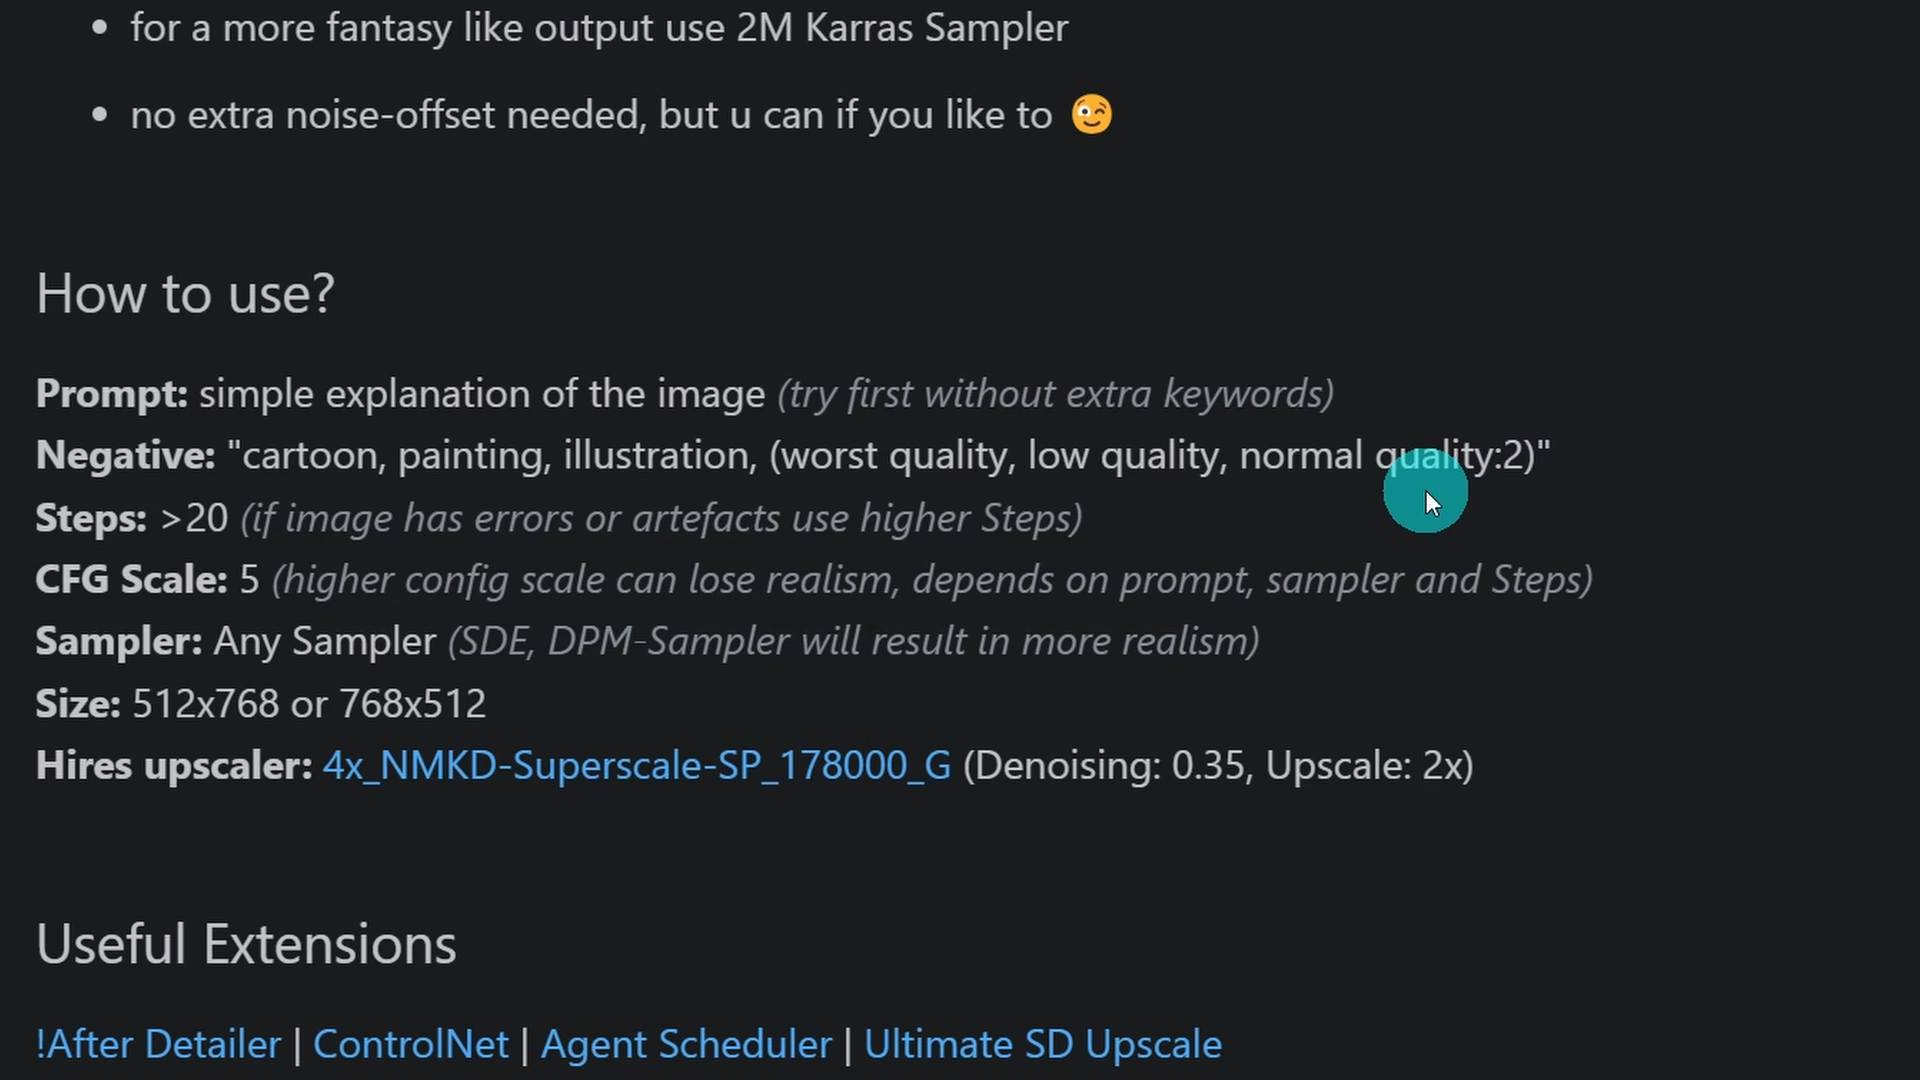 • for a more fantasy like output use 2M Karras Sampler
• no extra noise-offset needed, but u can if you like to 😉
How to use?
Prompt: simple explanation of the image (try first without extra keywords)
Negative: "cartoon, painting, illustration, (worst quality, low quality, normal quality:2)"
Steps: >20 (if image has errors or artefacts use higher Steps)
CFG Scale: 5 (higher config scale can lose realism, depends on prompt, sampler and Steps)
Sampler: Any Sampler (SDE, DPM-Sampler will result in more realism)
Size: 512x768 or 768x512
Hires upscaler: 4x_NMKD-Superscale-SP_178000_G (Denoising: 0.35, Upscale: 2x)
Useful Extensions
!After Detailer | ControlNet | Agent Scheduler | Ultimate SD Upscale